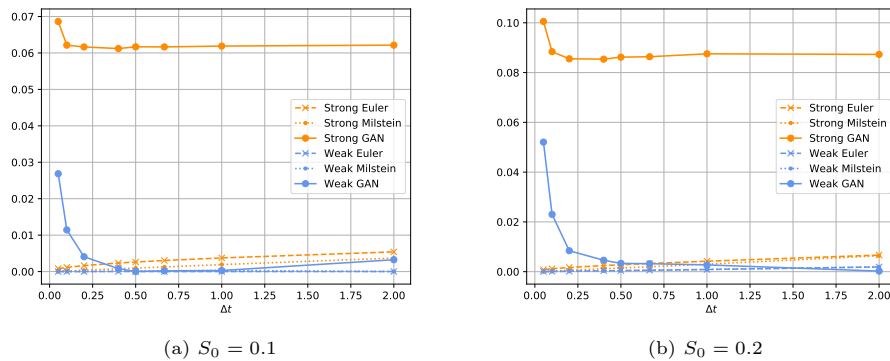 0.07
0.06
0.05
0.04
0.03
0.02
0.01
0.00
0.00 0.25 0.50 0.75 1.00 1.25 1.50 1.75 2.00
Δt
Strong Euler
Strong Milstein
Strong GAN
Weak Euler
Weak Milstein
Weak GAN
(a) S₀ = 0.1
0.10
0.08
0.06
0.04
0.02
0.00
0.00 0.25 0.50 0.75 1.00 1.25 1.50 1.75 2.00
Δt
Strong Euler
Strong Milstein
Strong GAN
Weak Euler
Weak Milstein
Weak GAN
(b) S₀ = 0.2